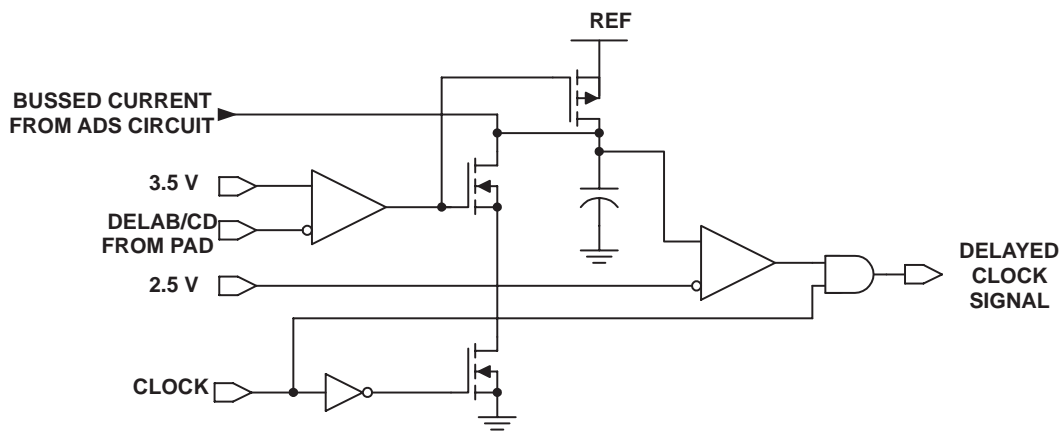 REF
BUSSED CURRENT
FROM ADS CIRCUIT
3.5 V
DELAB/CD
FROM PAD
2.5 V
DELAYED
CLOCK
SIGNAL
CLOCK